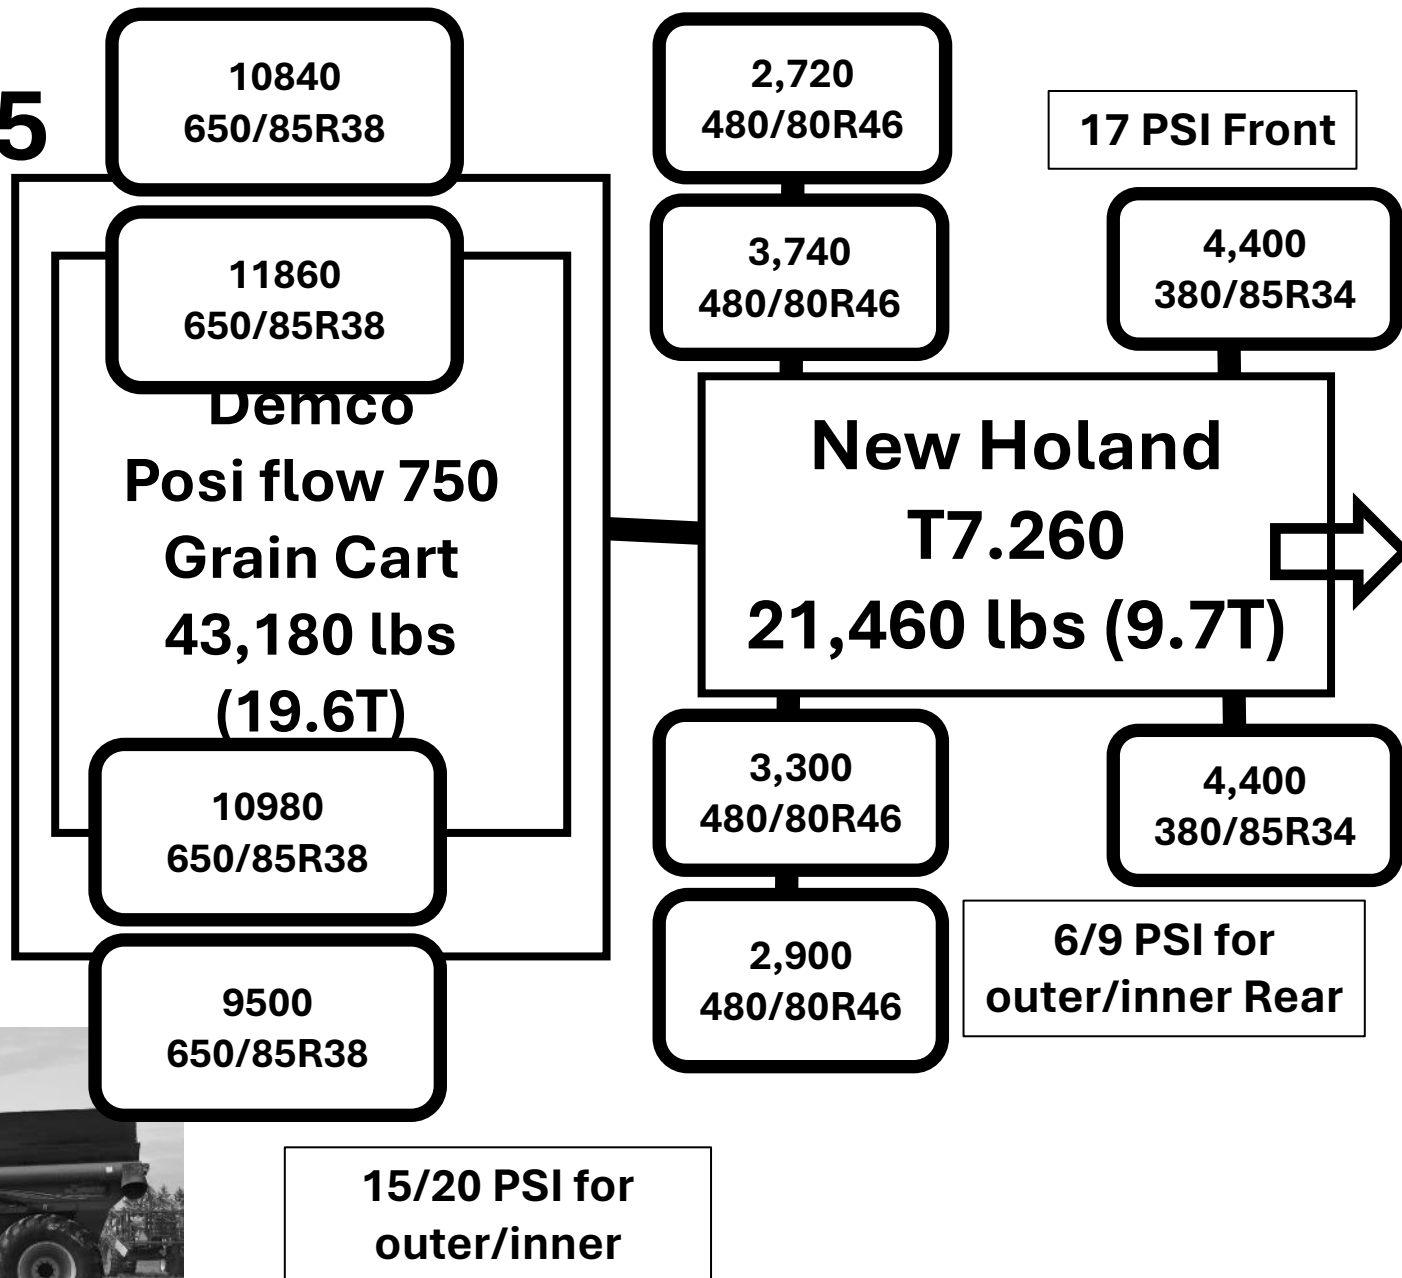 5
10840
650/85R38
11860
650/85R38
Demco
Posi flow 750
Grain Cart
43,180 lbs
(19.6T)
10980
650/85R38
9500
650/85R38
15/20 PSI for
outer/inner
2,720
480/80R46
3,740
480/80R46
17 PSI Front
4,400
380/85R34
New Holand
T7.260
21,460 lbs (9.7T)
3,300
480/80R46
4,400
380/85R34
2,900
480/80R46
6/9 PSI for
outer/inner Rear